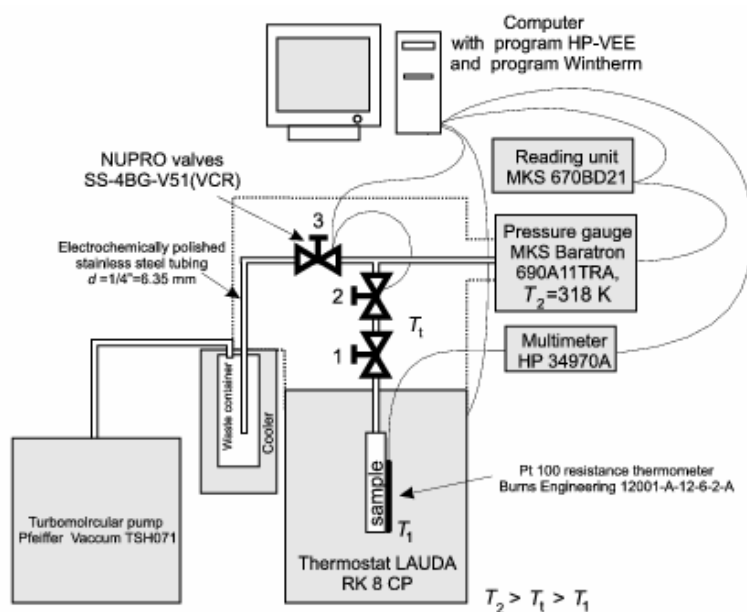 Computer
with program HP-VEE
and program Wintherm
NUPRO valves
SS-4BG-V51(VCR)
Reading unit
MKS 670BD21
3
Electrochemically polished
stainless steel tubing
d =1/4"=6.35 mm
Pressure gauge
MKS Baratron
690A11TRA,
T2=318 K
2
Tt
1
Multimeter
HP 34970A
Waste container
Cooler
sample
T1
Pt 100 resistance thermometer
Burns Engineering 12001-A-12-6-2-A
Turbomolrcular pump
Pfeiffer Vaccum TSH071
Thermostat LAUDA
RK 8 CP
T2 > Tt > T1